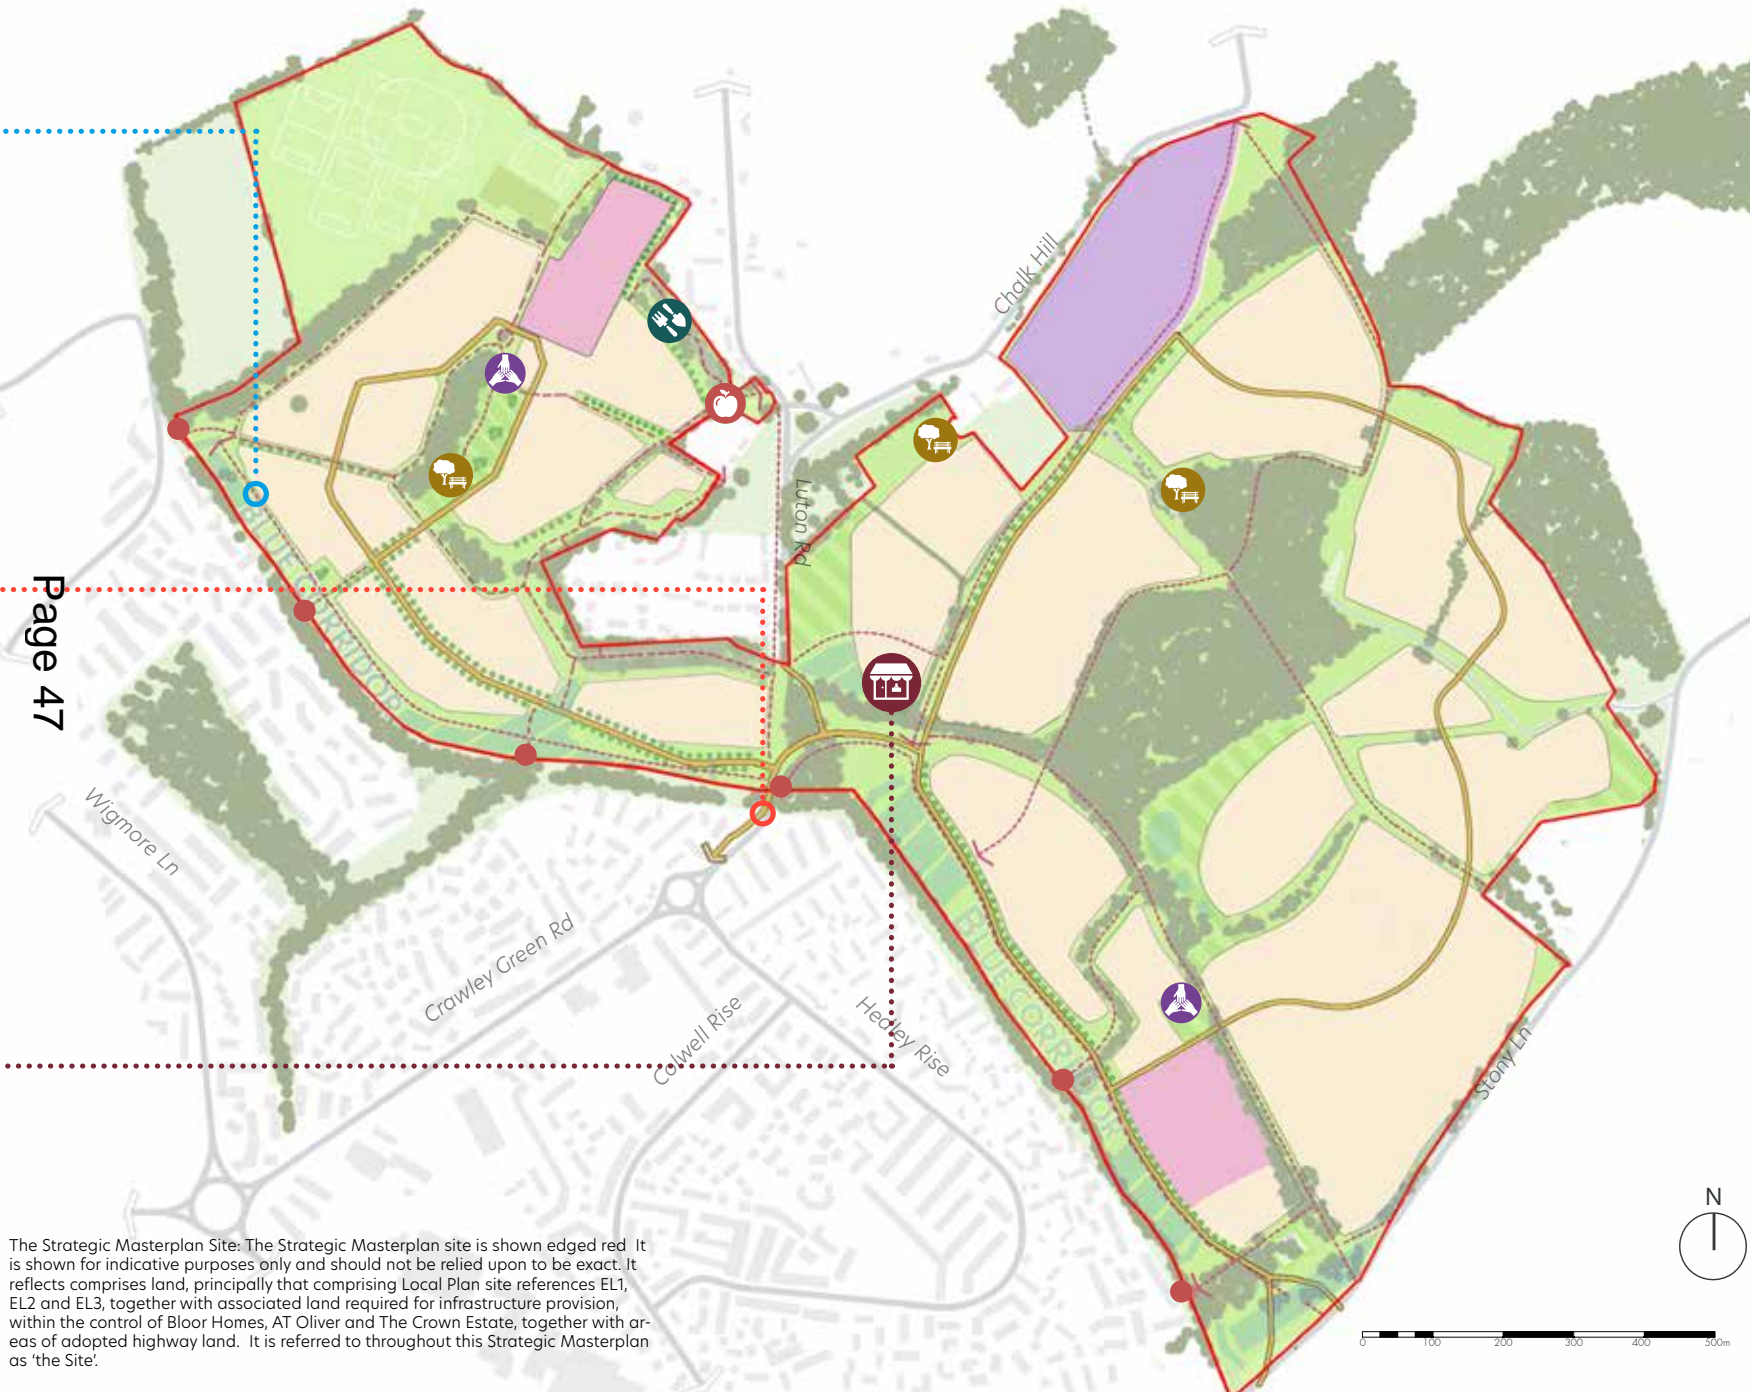 Chalk Hill
Luton Rd
BLUE CORRIDOR
Page 47
Wigmore Ln
Crawley Green Rd
Colwell Rise
Hedley Rise
BLUE CORRIDOR
Stony Ln
N
0 100 200 300 400 500m
The Strategic Masterplan Site: The Strategic Masterplan site is shown edged red It
is shown for indicative purposes only and should not be relied upon to be exact. It
reflects comprises land, principally that comprising Local Plan site references EL1,
EL2 and EL3, together with associated land required for infrastructure provision,
within the control of Bloor Homes, AT Oliver and The Crown Estate, together with ar-
eas of adopted highway land. It is referred to throughout this Strategic Masterplan
as ‘the Site’.